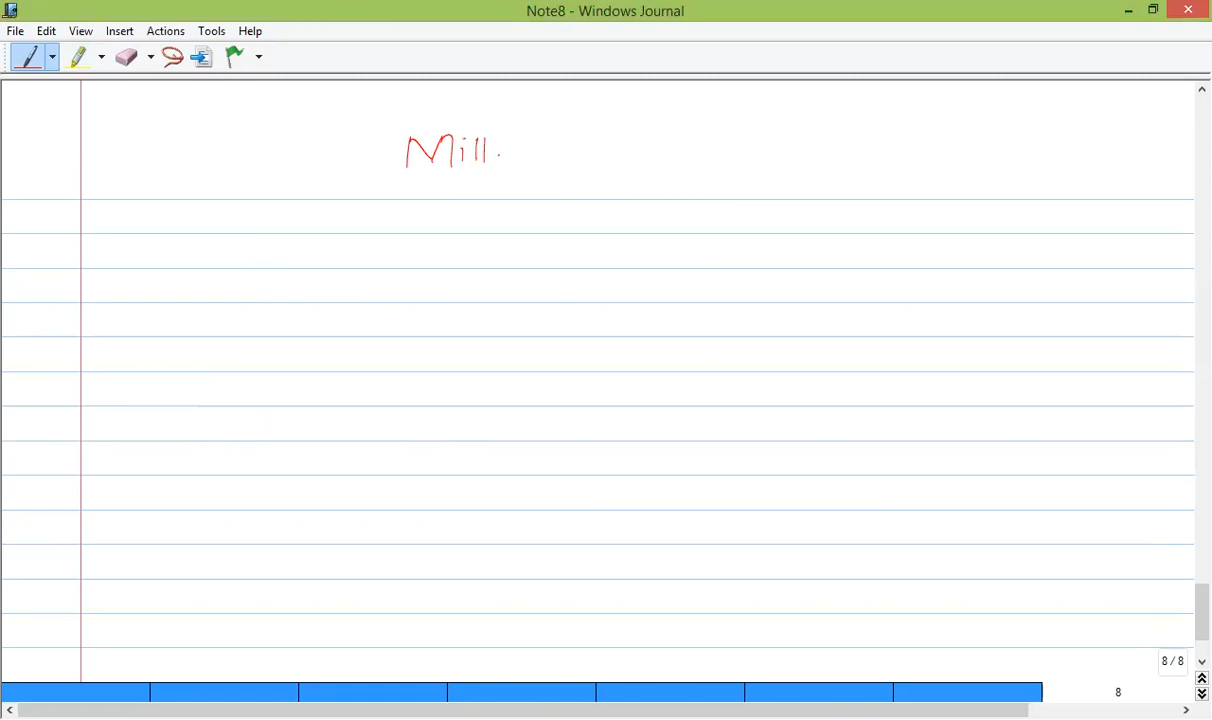 Note8 - Windows Journal
File Edit View Insert Actions Tools Help
Mill.
8 / 8
8